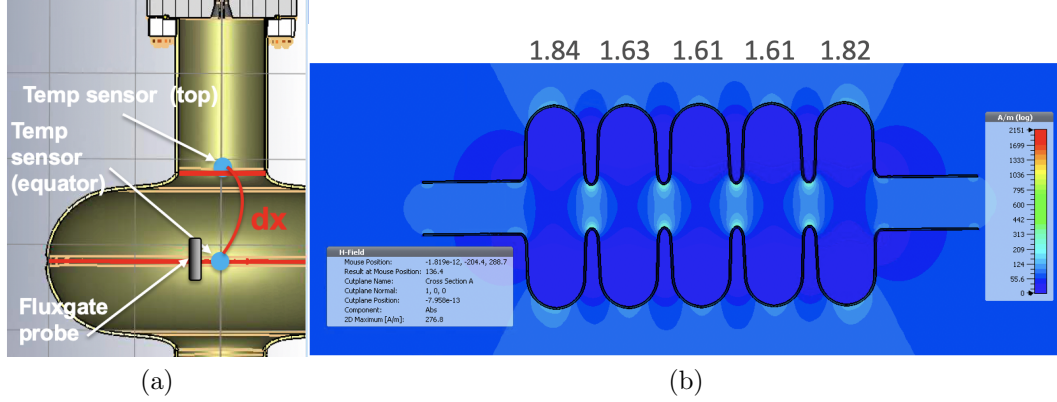 Temp sensor (top)
Temp
sensor
(equator)
dx
Fluxgate
probe
(a)
1.84 1.63 1.61 1.61 1.82
A/m (log)
2151
1699
1333
1036
795
600
442
313
209
124
55.6
0
H-Field
Mouse Position: -1.819e-12, -204.4, 288.7
Result at Mouse Position: 136.4
Cutplane Name: Cross Section A
Cutplane Normal: 1, 0, 0
Cutplane Position: -7.958e-13
Component: Abs
2D Maximum [A/m]: 276.8
(b)